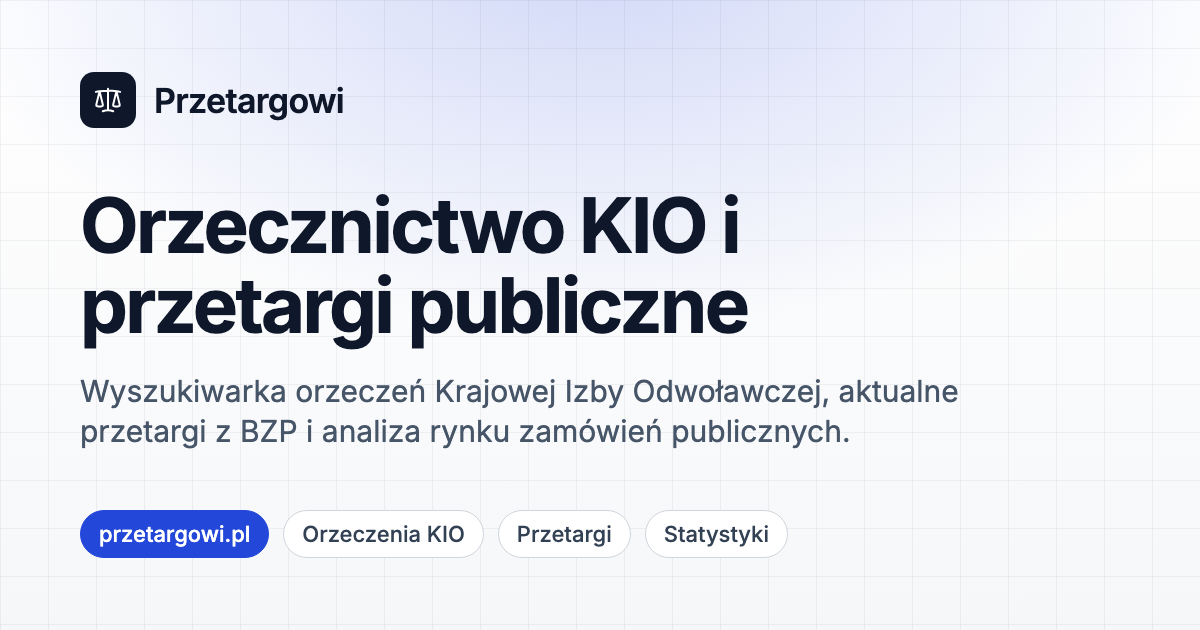 Przetargowi
Orzecznictwo KIO i
przetargi publiczne
Wyszukiwarka orzeczeń Krajowej Izby Odwoławczej, aktualne
przetargi z BZP i analiza rynku zamówień publicznych.
przetargowi.pl Orzeczenia KIO Przetargi Statystyki